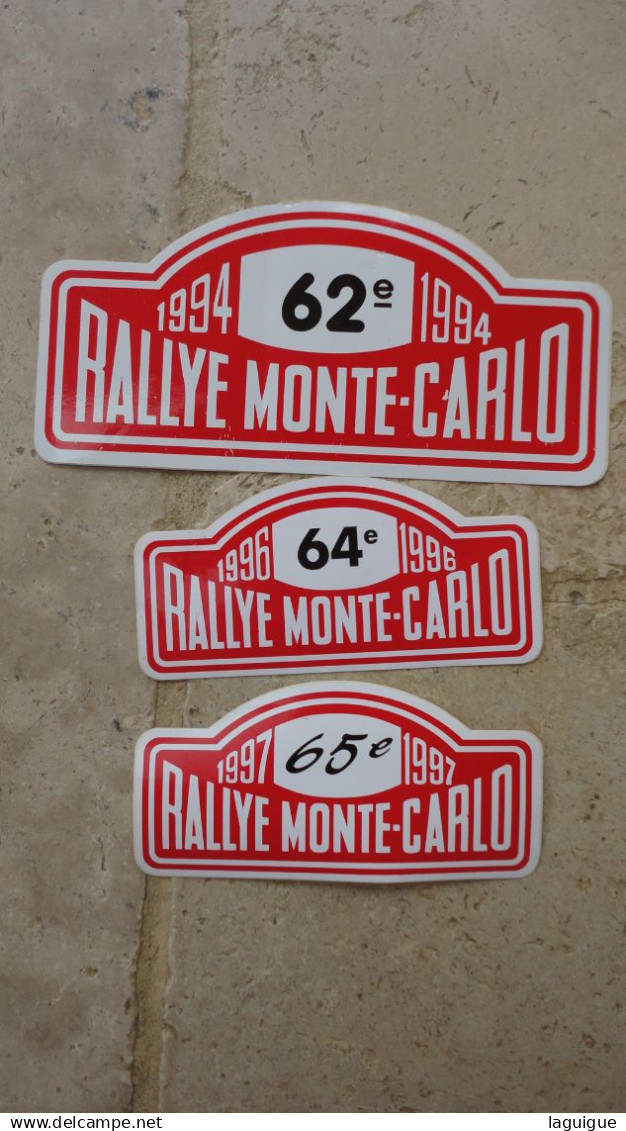 1994 62e 1994
RALLYE MONTE-CARLO
1996 64e 1996
RALLYE MONTE-CARLO
1997 65e 1997
RALLYE MONTE-CARLO
delcampe.net
laguigue